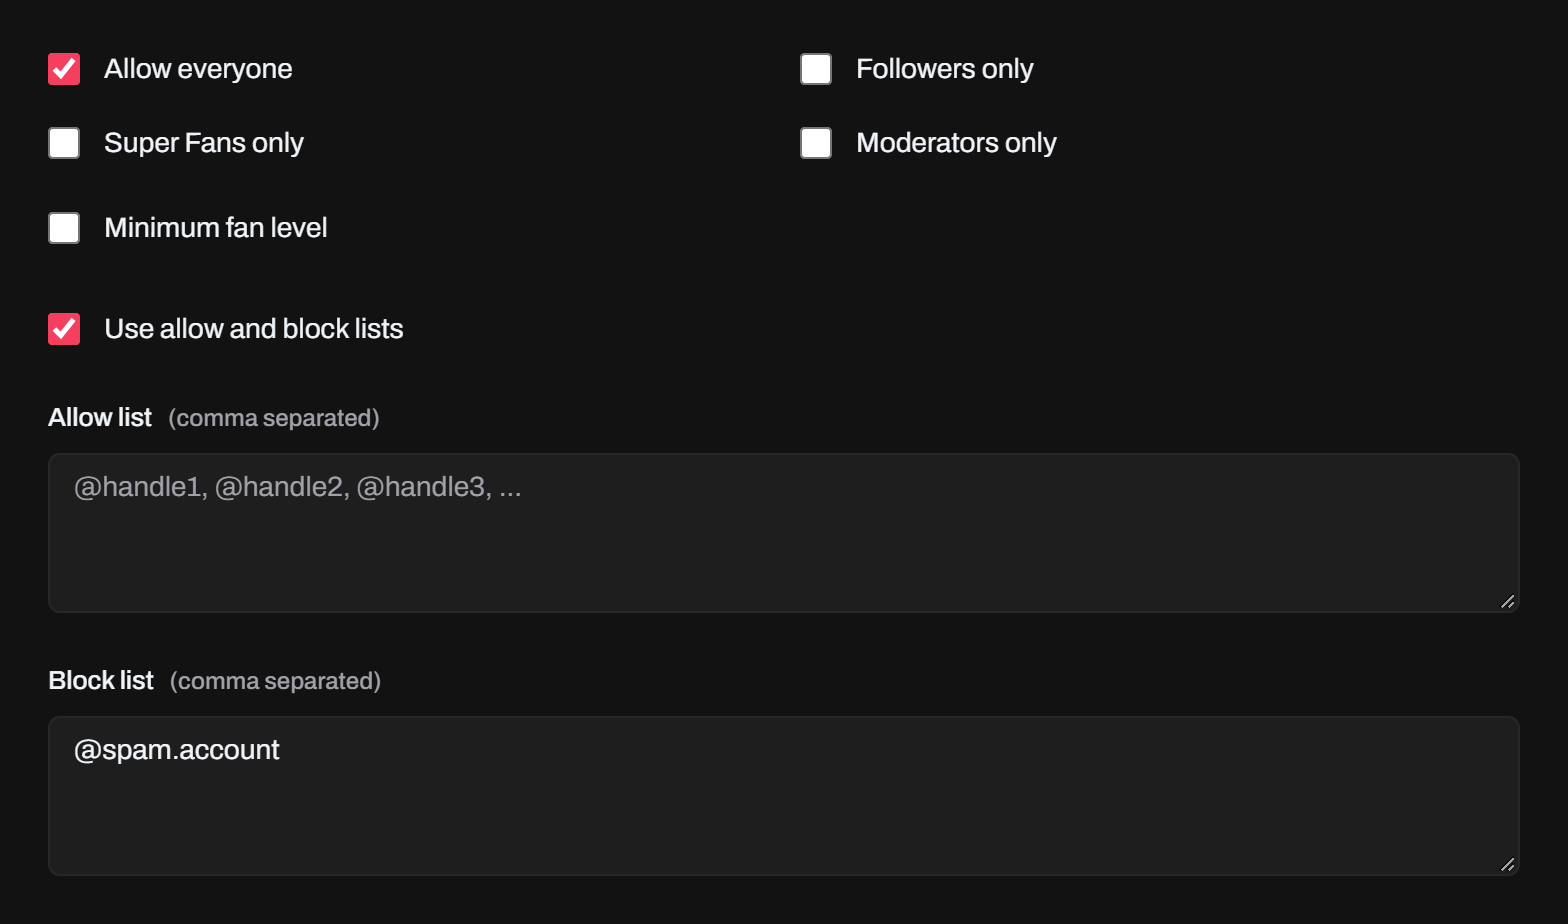 Allow everyone
Followers only
Super Fans only
Moderators only
Minimum fan level
Use allow and block lists
Allow list (comma separated)
@handle1, @handle2, @handle3, ...
Block list (comma separated)
@spam.account